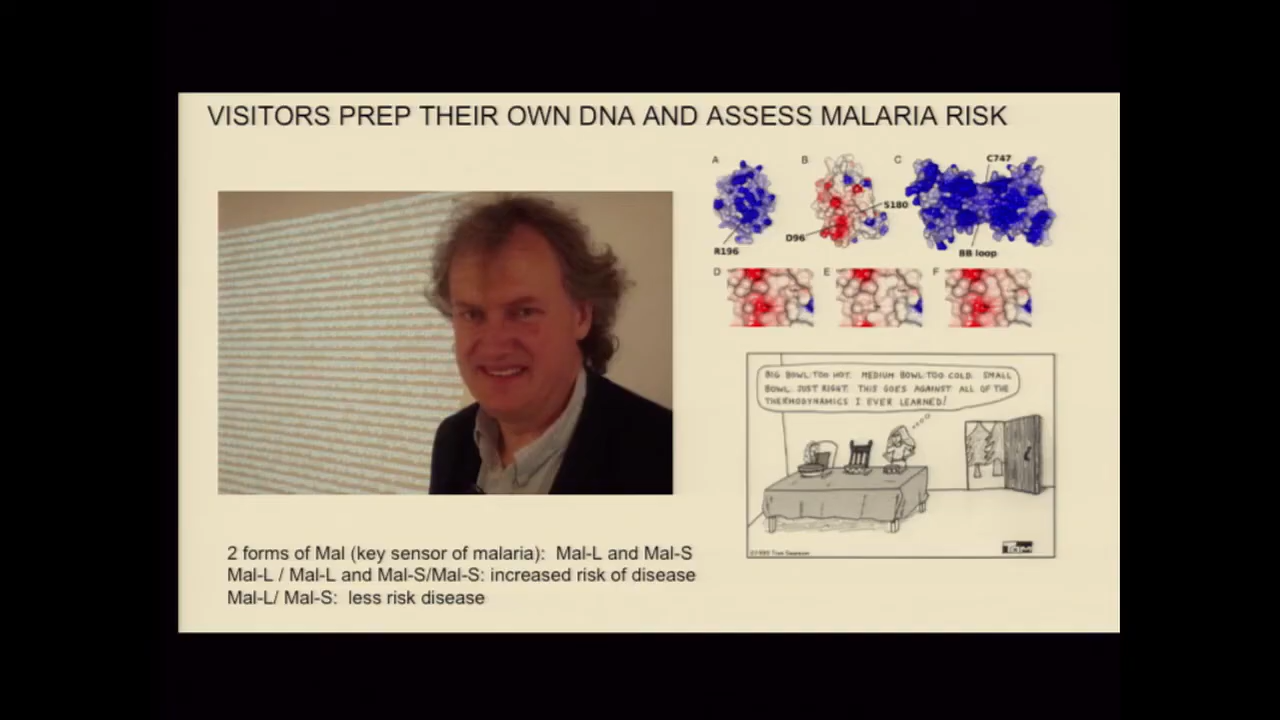 VISITORS PREP THEIR OWN DNA AND ASSESS MALARIA RISK
A
B
C
C747
S180
D96
R196
BB loop
D
E
F
BIG BOWL: TOO HOT. MEDIUM BOWL: TOO COLD. SMALL
BOWL: JUST RIGHT. THIS GOES AGAINST ALL OF THE
THERMODYNAMICS I EVER LEARNED!
2 forms of Mal (key sensor of malaria): Mal-L and Mal-S
Mal-L / Mal-L and Mal-S/Mal-S: increased risk of disease
Mal-L/ Mal-S: less risk disease